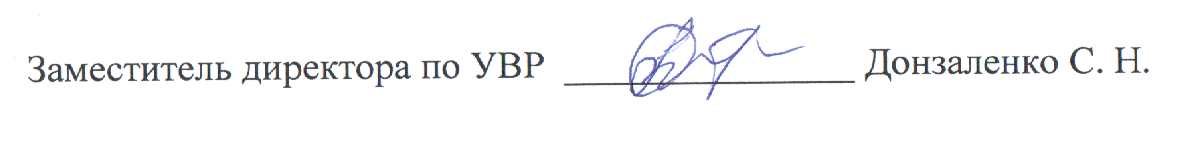 Заместитель директора по УВР ________________ Донзаленко С. Н.